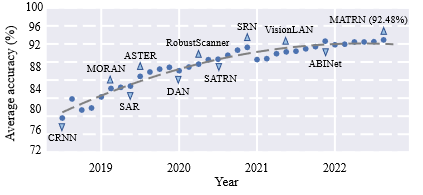 Average accuracy (%)
100
96
92
88
84
80
76
72
CRNN
MORAN
ASTER
SAR
DAN
RobustScanner
SATRN
SRN
VisionLAN
ABINet
MATRN (92.48%)
2019
2020
2021
2022
Year